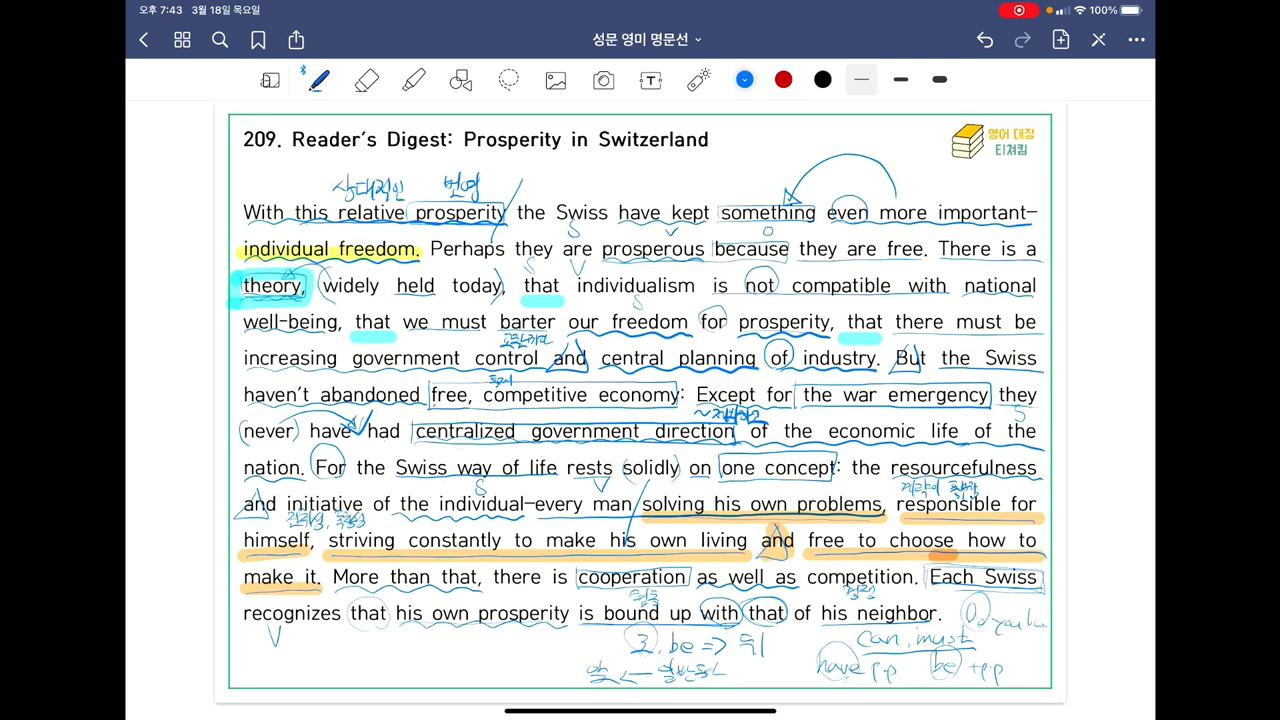 오후 7:43 3월 18일 목요일
100%
성문 영미 명문선
209. Reader's Digest: Prosperity in Switzerland
영어 대장
티쳐킴
상대적인 번영
With this relative prosperity the Swiss have kept something even more important-
individual freedom. Perhaps they are prosperous because they are free. There is a
theory, (widely held today), that individualism is not compatible with national
well-being, that we must barter our freedom for prosperity, that there must be
교환하다
increasing government control and central planning of industry. But the Swiss
haven't abandoned free, competitive economy: Except for the war emergency they
(never) have had centralized government direction of the economic life of the
nation. For the Swiss way of life rests (solidly) on one concept: the resourcefulness
and initiative of the individual-every man solving his own problems, responsible for
himself, striving constantly to make his own living and free to choose how to
make it. More than that, there is cooperation as well as competition. Each Swiss
협동 경쟁
recognizes that his own prosperity is bound up with that of his neighbor.
be => 뒤 can, must
앞 <- 일반동사 have p.p be +p.p